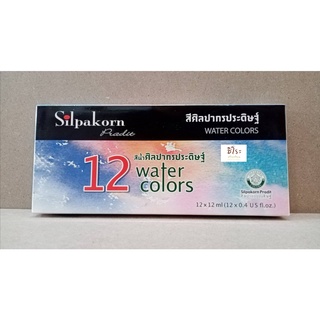 Silpakorn
Pradit
สีศิลปากรประดิษฐ์
WATER COLORS
สีน้ำศิลปากรประดิษฐ์
12 water
colors
Silpakorn Pradit
12 x 12 ml (12 x 0.4 US fl.oz.)